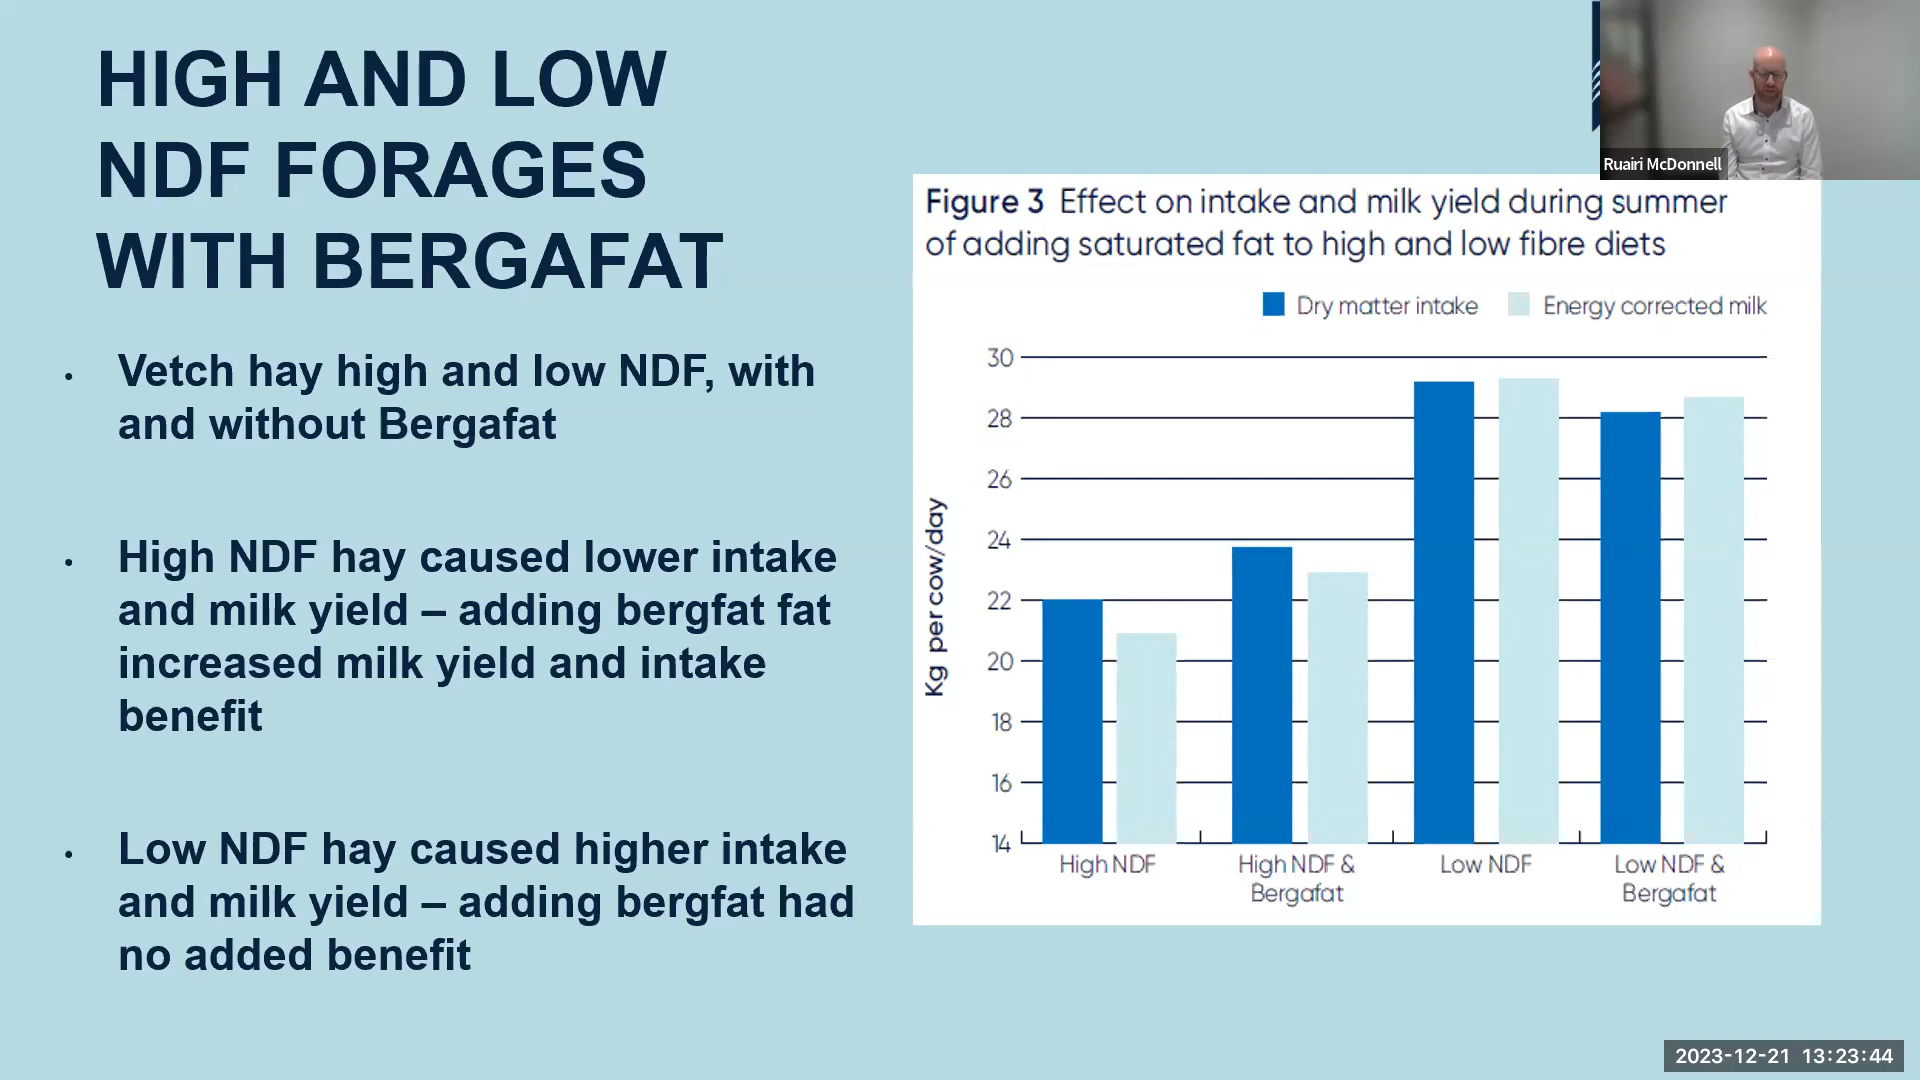 HIGH AND LOW
NDF FORAGES
WITH BERGAFAT
• Vetch hay high and low NDF, with
and without Bergafat
• High NDF hay caused lower intake
and milk yield – adding bergfat fat
increased milk yield and intake
benefit
• Low NDF hay caused higher intake
and milk yield – adding bergfat had
no added benefit
Ruairi McDonnell
Figure 3 Effect on intake and milk yield during summer
of adding saturated fat to high and low fibre diets
Dry matter intake Energy corrected milk
Kg per cow/day
30
28
26
24
22
20
18
16
14
High NDF
High NDF &
Bergafat
Low NDF
Low NDF &
Bergafat
2023-12-21 13:23:44